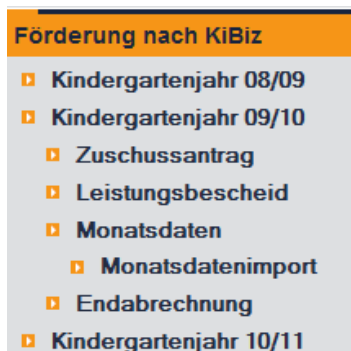 Förderung nach KiBiz
Kindergartenjahr 08/09
Kindergartenjahr 09/10
Zuschussantrag
Leistungsbescheid
Monatsdaten
Monatsdatenimport
Endabrechnung
Kindergartenjahr 10/11